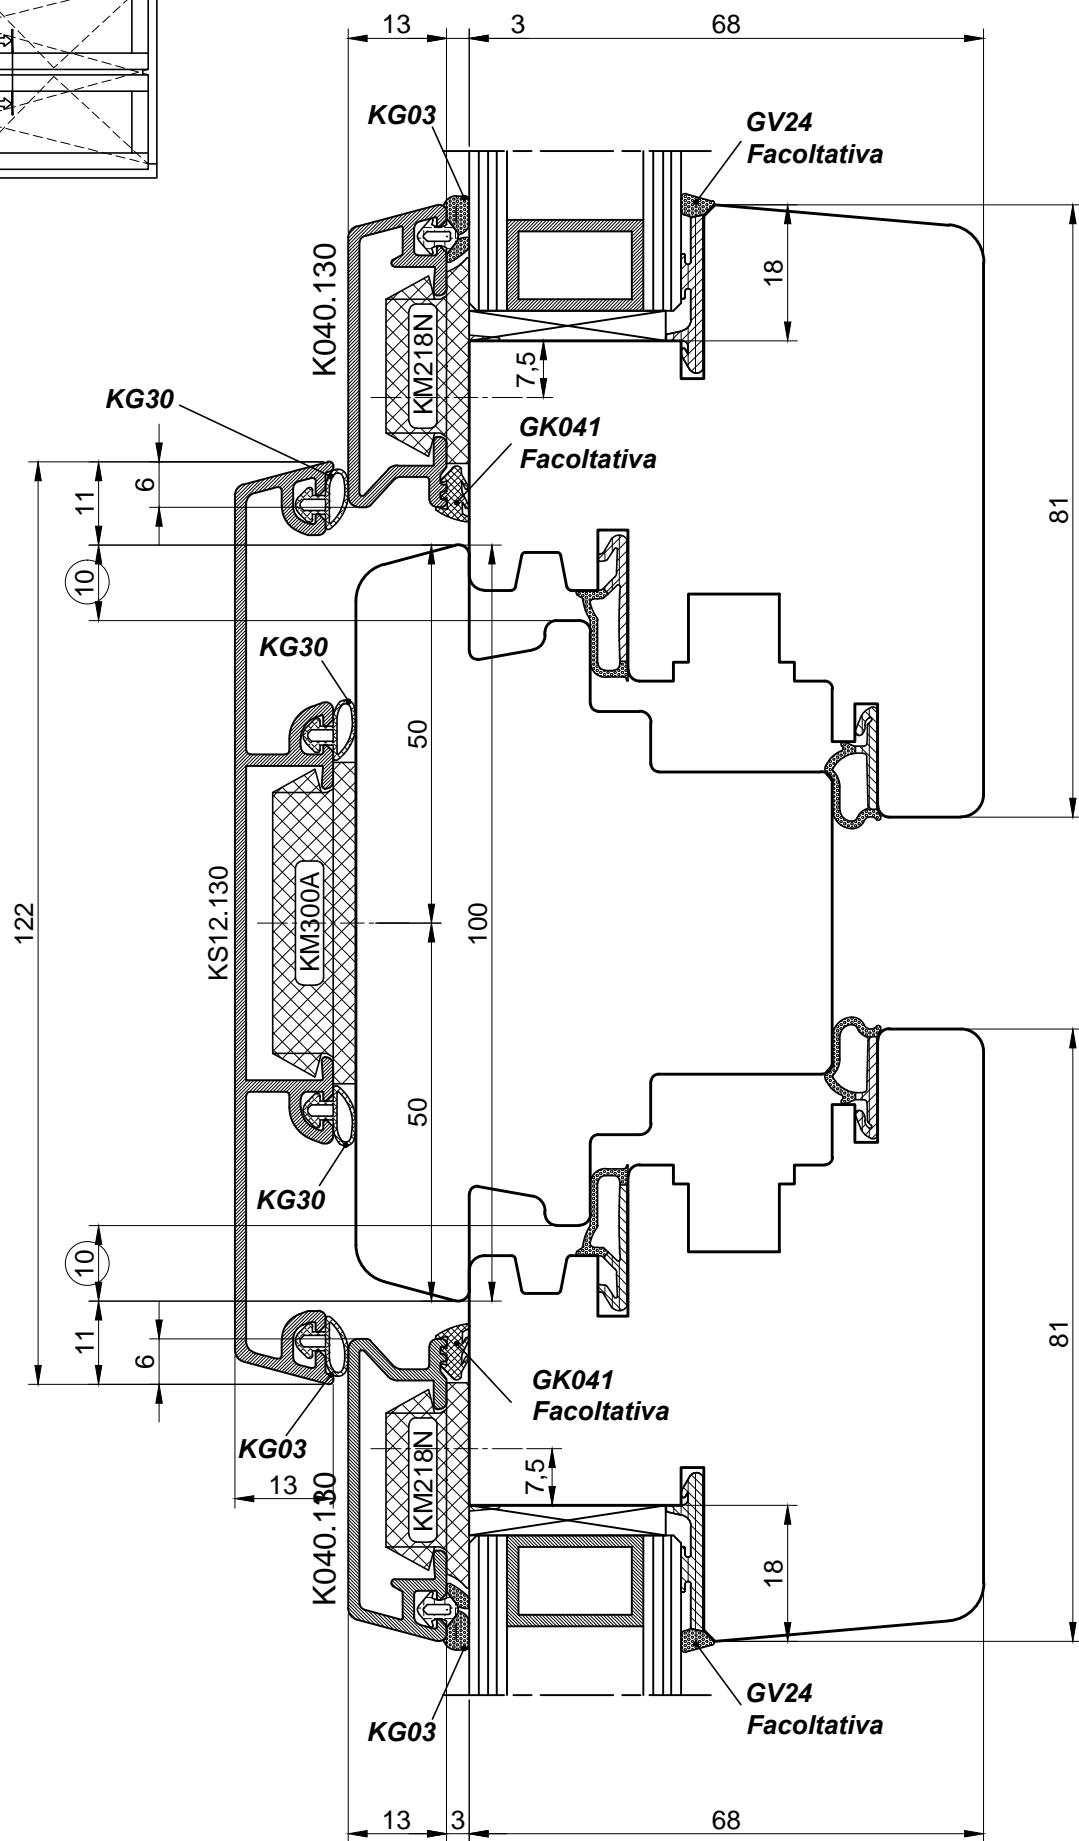 13
3
68
KG03
GV24
Facoltativa
K040.130
KM218N
18
7,5
KG30
GK041
Facoltativa
6
11
10
81
KG30
50
100
122
KS12.130
KM300A
50
KG30
10
11
6
81
GK041
Facoltativa
KG03
13
K040.130
KM218N
7,5
18
GV24
Facoltativa
KG03
13
3
68